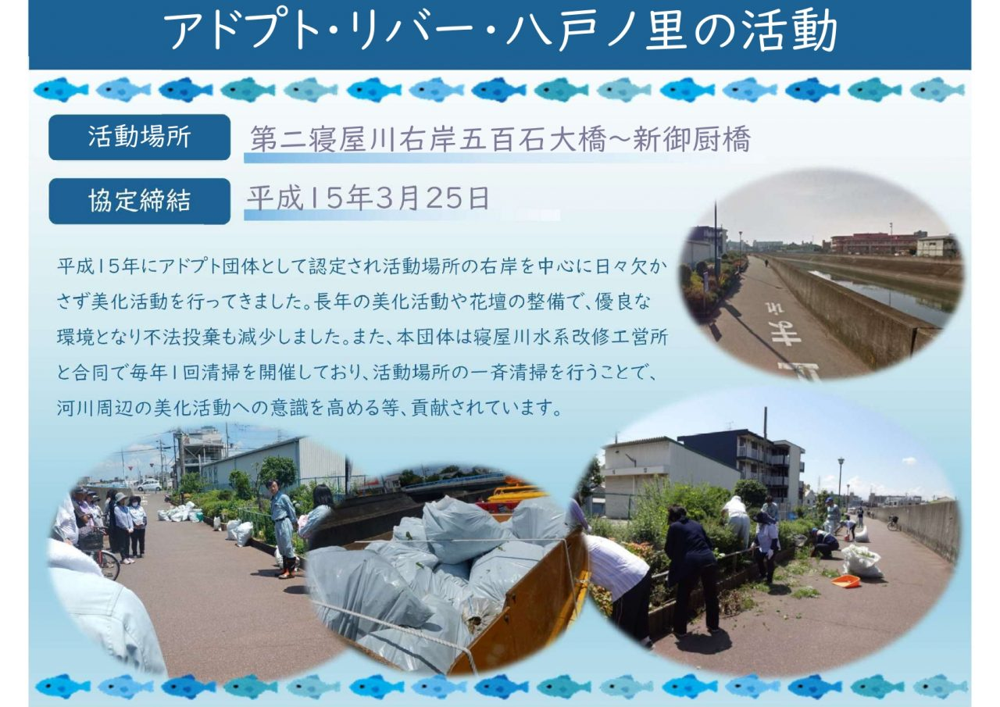 アドプト・リバー・八戸ノ里の活動
活動場所
第二寝屋川右岸五百石大橋～新御厨橋
協定締結
平成15年3月25日
平成15年にアドプト団体として認定され活動場所の右岸を中心に日々欠か
さず美化活動を行ってきました。長年の美化活動や花壇の整備で、優良な
環境となり不法投棄も減少しました。また、本団体は寝屋川水系改修工営所
と合同で毎年1回清掃を開催しており、活動場所の一斉清掃を行うことで、
河川周辺の美化活動への意識を高める等、貢献されています。